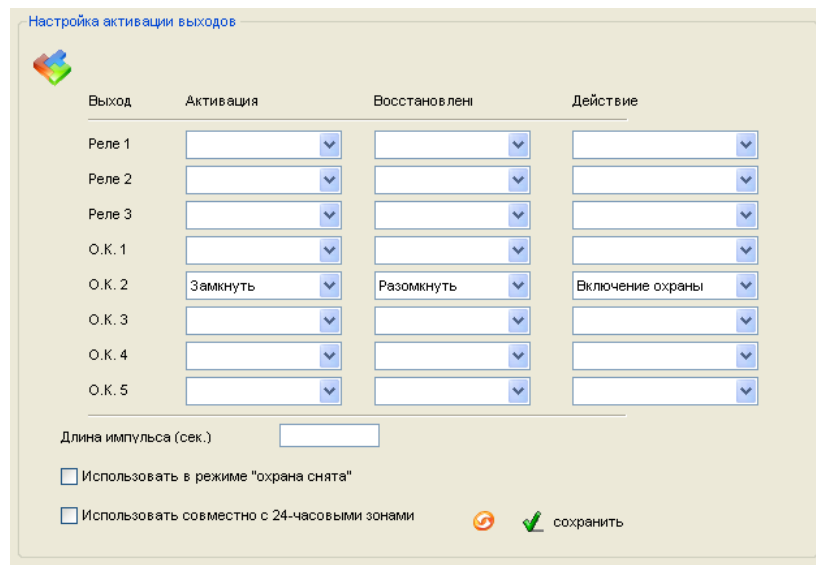 Настройка активации выходов
Выход Активация Восстановлені Действие
Реле 1
Реле 2
Реле 3
О.К. 1
О.К. 2 Замкнуть Разомкнуть Включение охраны
О.К. 3
О.К. 4
О.К. 5
Длина импульса (сек.)
Использовать в режиме "охрана снята"
Использовать совместно с 24-часовыми зонами сохранить